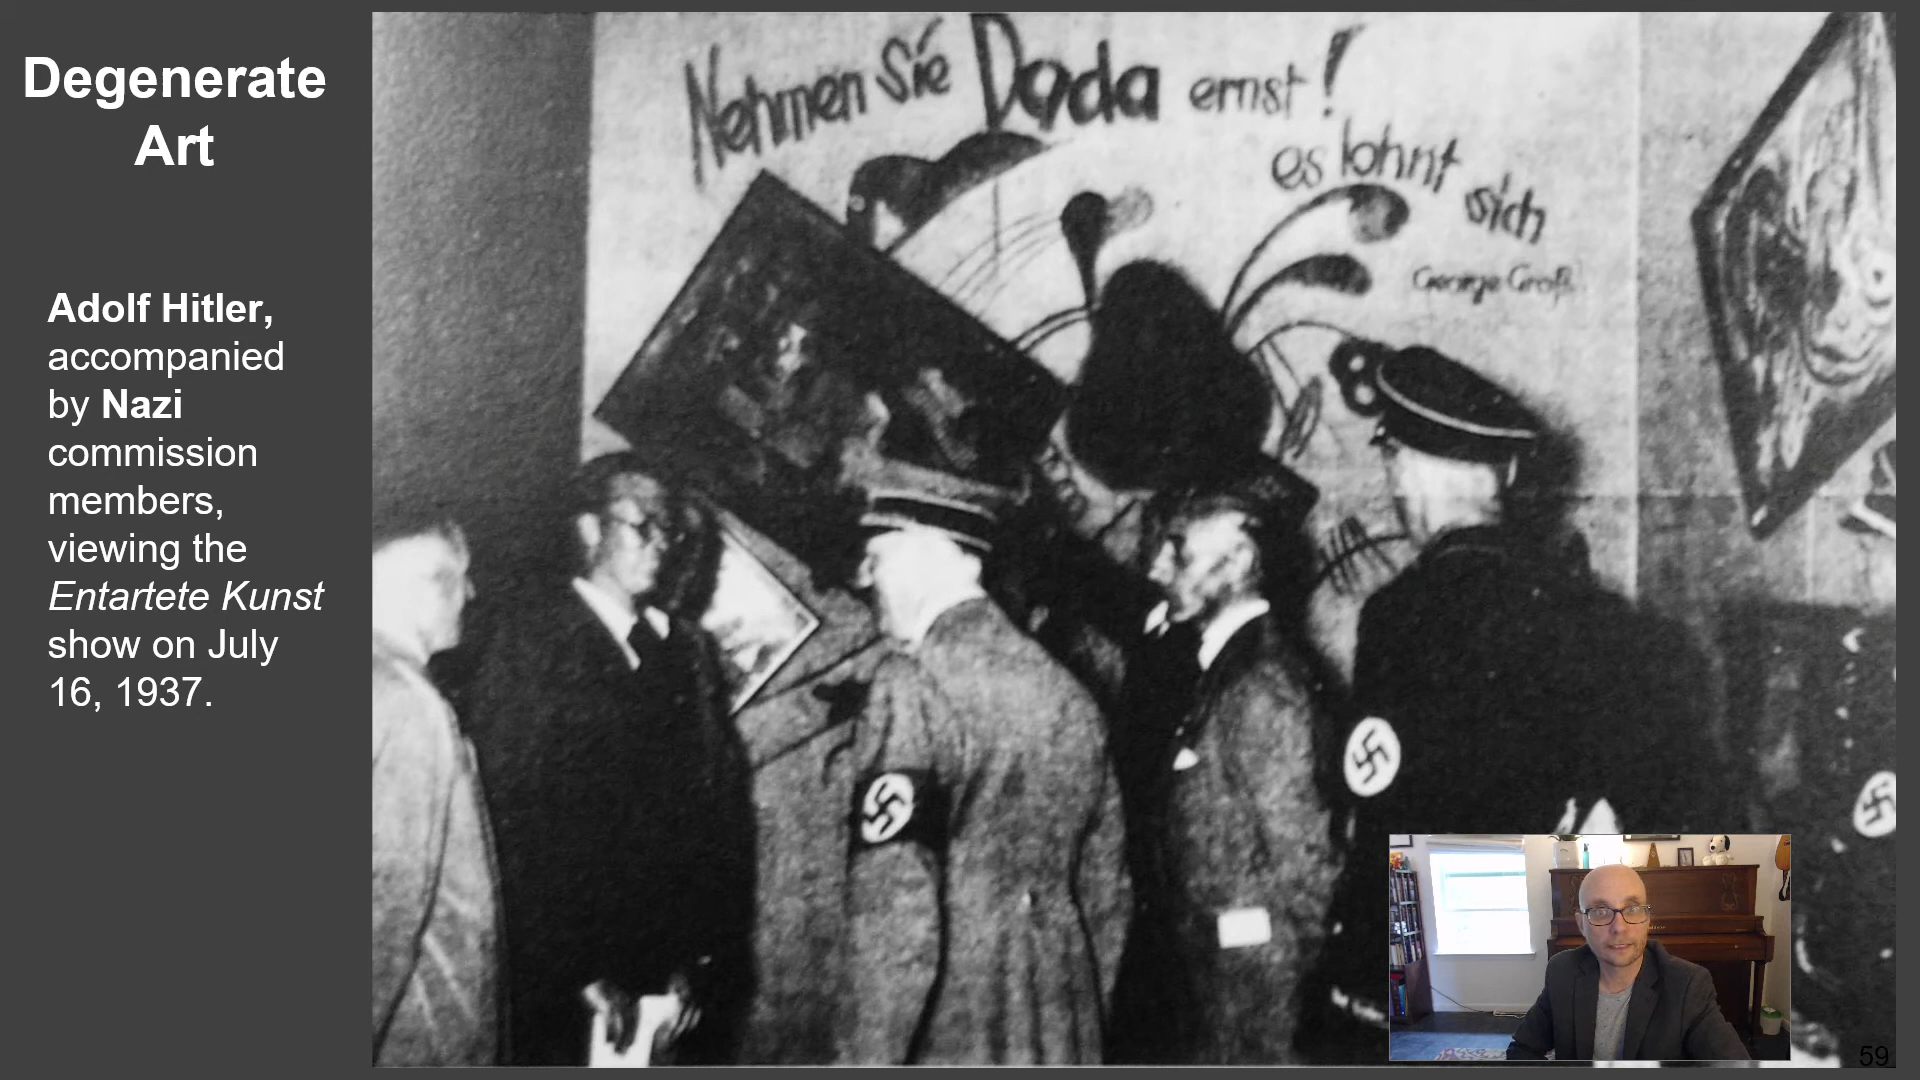 Degenerate
Art
Adolf Hitler,
accompanied
by Nazi
commission
members,
viewing the
Entartete Kunst
show on July
16, 1937.
Nehmen Sie Dada ernst!
es lohnt sich
George Groß
59